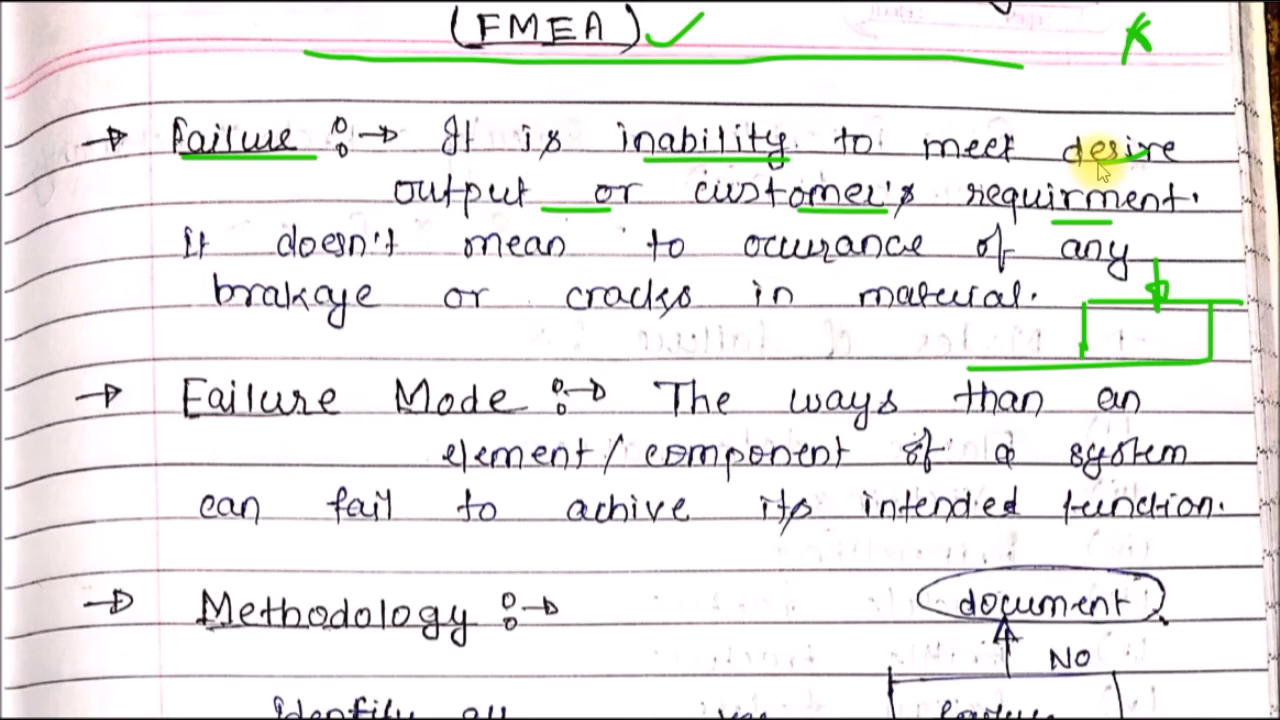 (FMEA)
Failure :→ It is inability to meet desire
output or customer's requirment.
It doesn't mean to occurance of any
brakage or cracks in material.
Failure Mode :→ The ways than an
element/component of a system
can fail to achive its intended function.
Methodology :→
document
NO
Identify all